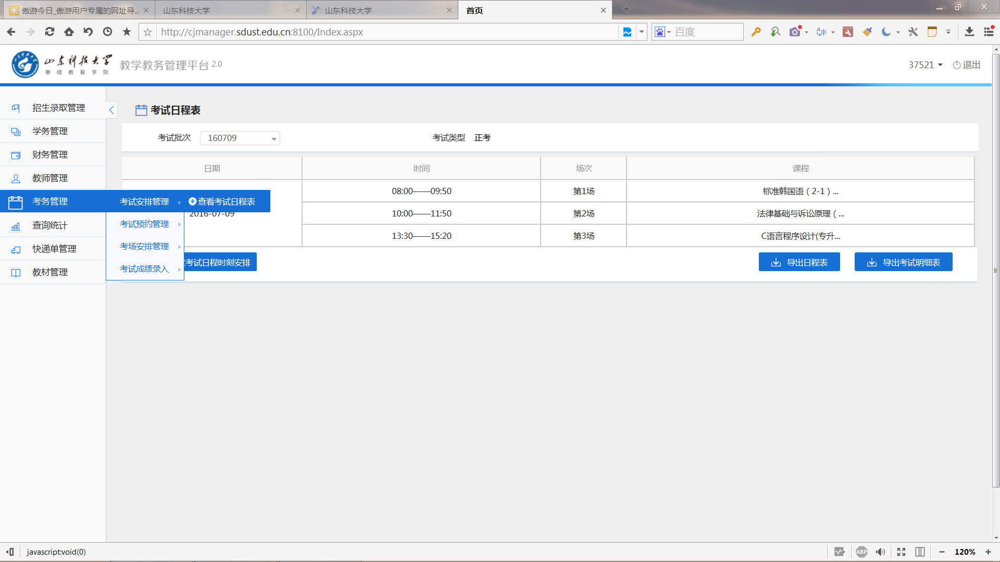 傲游今日_傲游用户专属的网址导...
山东科技大学
山东科技大学
首页
http://cjmanager.sdust.edu.cn:8100/Index.aspx
百度
山东科技大学
继续教育学院
教学教务管理平台 2.0
37521
退出
招生录取管理
学务管理
财务管理
教师管理
考务管理
查询统计
快递单管理
教材管理
考试安排管理
考试预约管理
考场安排管理
考试成绩录入
查看考试日程表
考试日程表
考试批次 160709
考试类型 正考
日期 时间 场次 课程
2016-07-09
08:00——09:50 第1场 标准韩国语（2-1）...
10:00——11:50 第2场 法律基础与诉讼原理（...
13:30——15:20 第3场 C语言程序设计(专升...
考试日程时刻安排
导出日程表
导出考试明细表
javascript:void(0)
ABP
120%